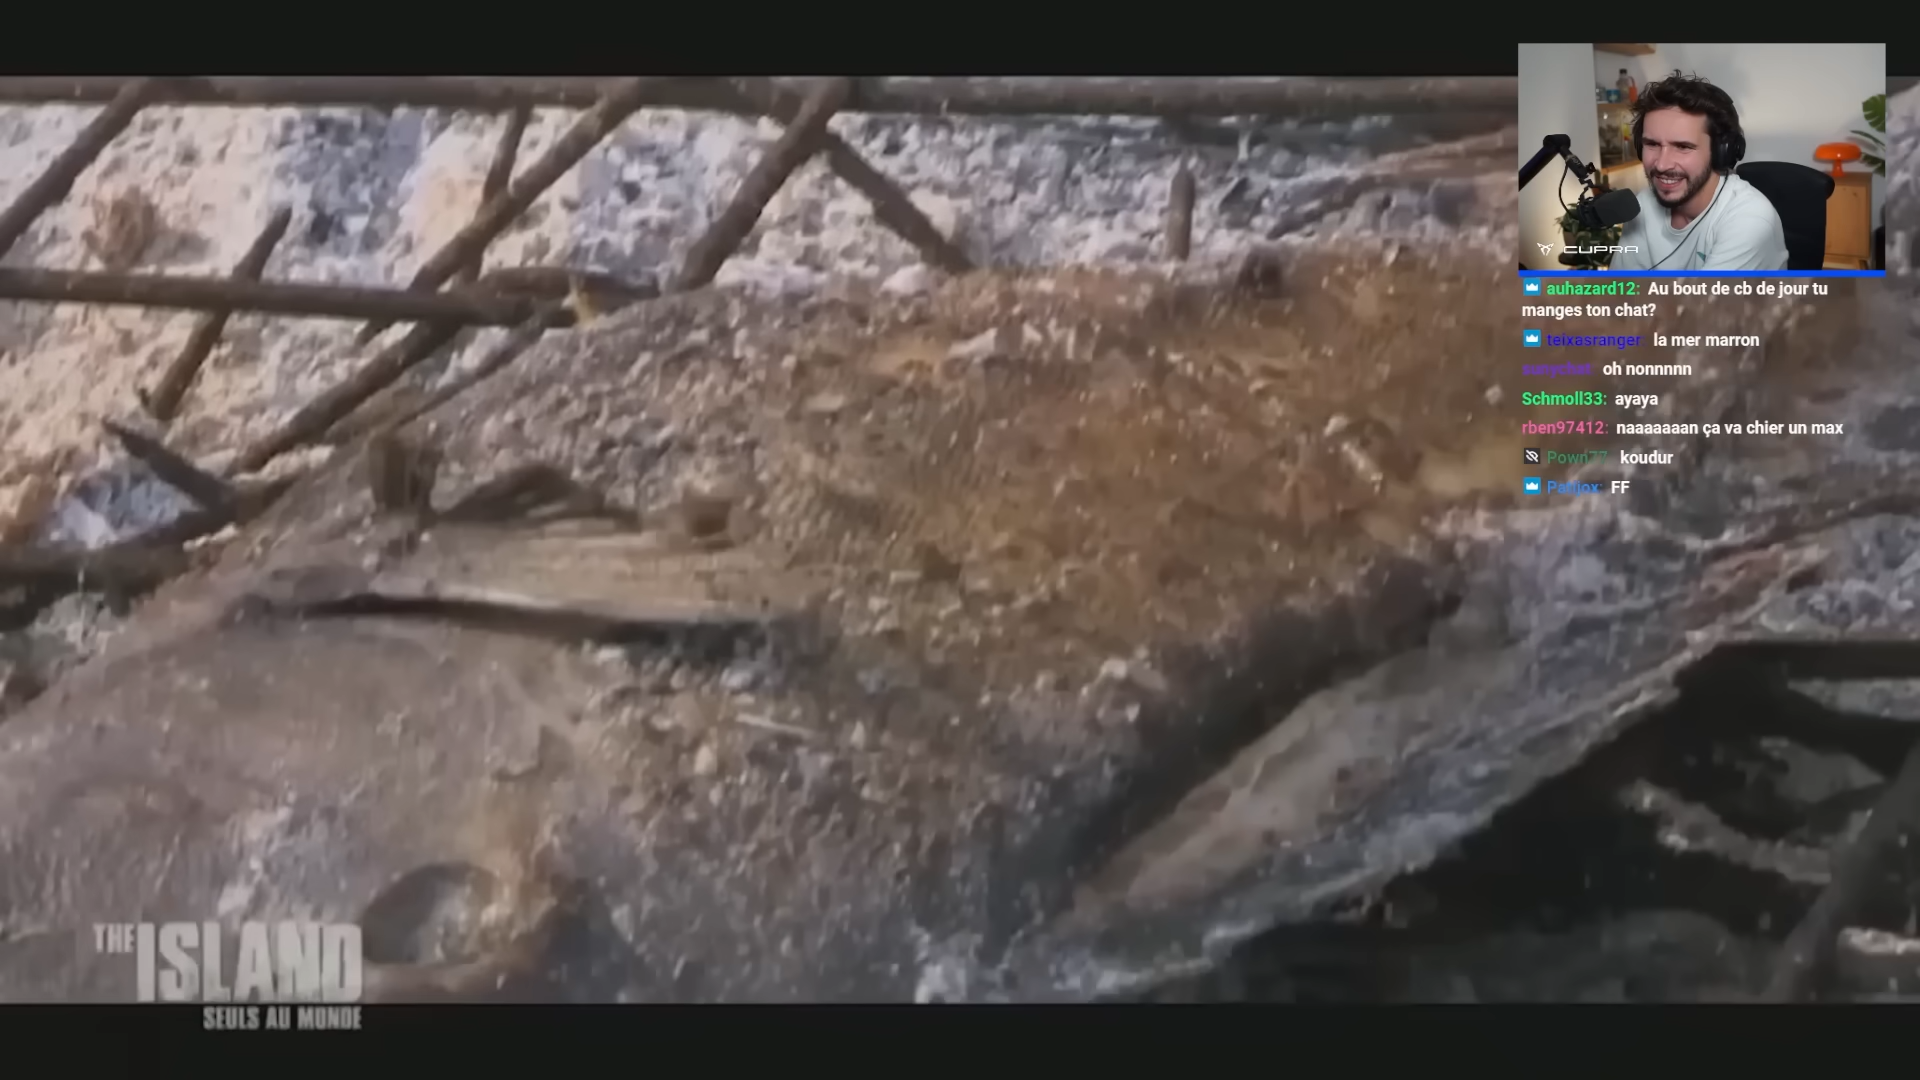 CUPRA
auhazard12: Au bout de cb de jour tu
manges ton chat?
teixasranger: la mer marron
oh nonnnnn
Schmoll33: ayaya
rben97412: naaaaaaan ça va chier un max
Pown77: koudur
FF
THE ISLAND
SEULS AU MONDE